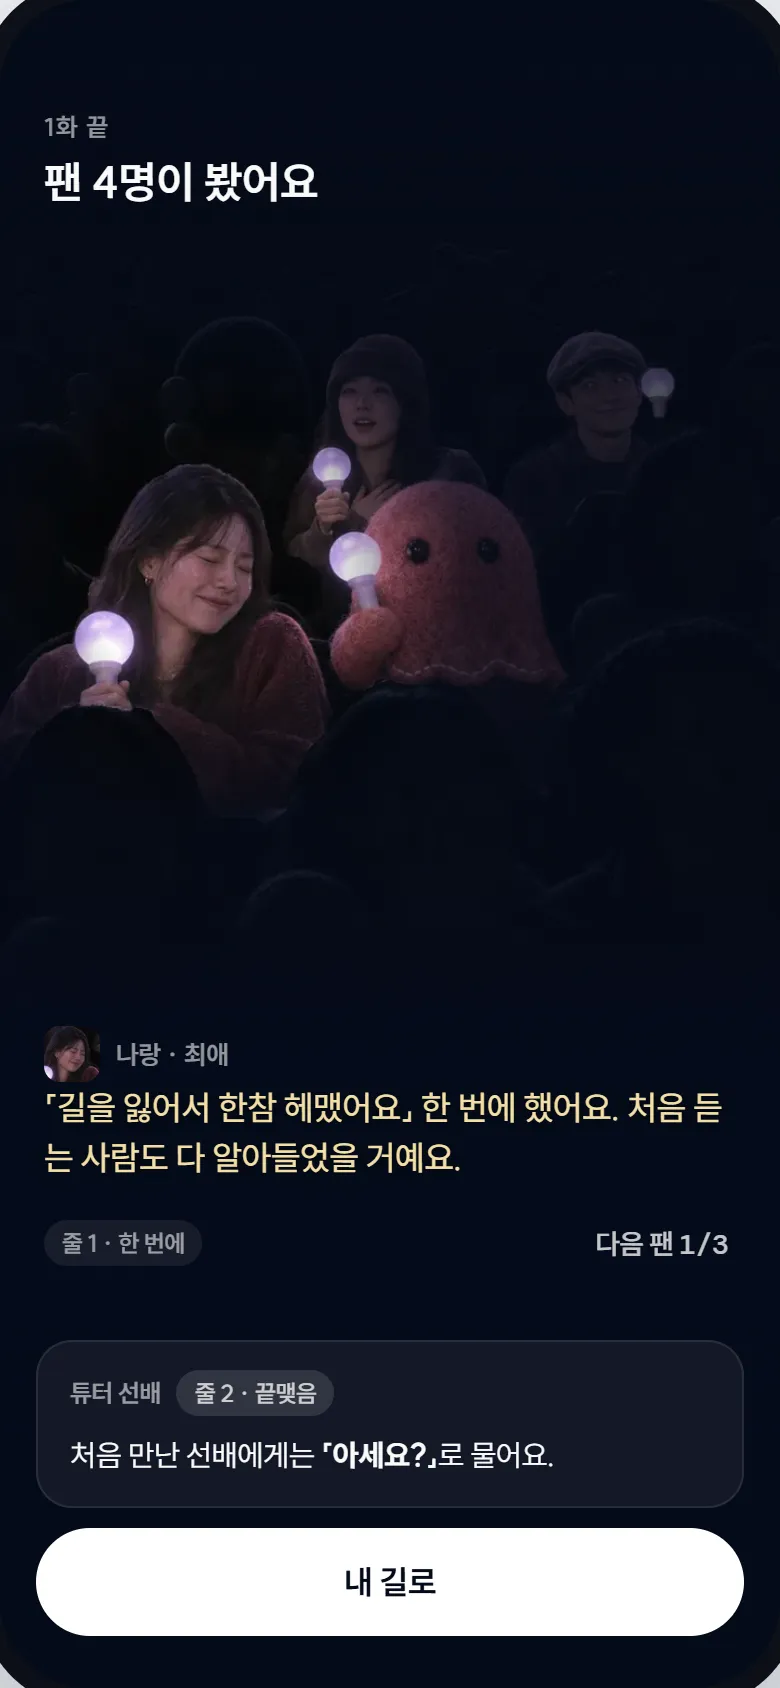 1화 끝
팬 4명이 봤어요
나랑 · 최애
「길을 잃어서 한참 헤맸어요」 한 번에 했어요. 처음 듣
는 사람도 다 알아들었을 거예요.
줄 1 · 한 번에
다음 팬 1/3
튜터 선배
줄 2 · 끝맺음
처음 만난 선배에게는 「아세요?」로 물어요.
내 길로